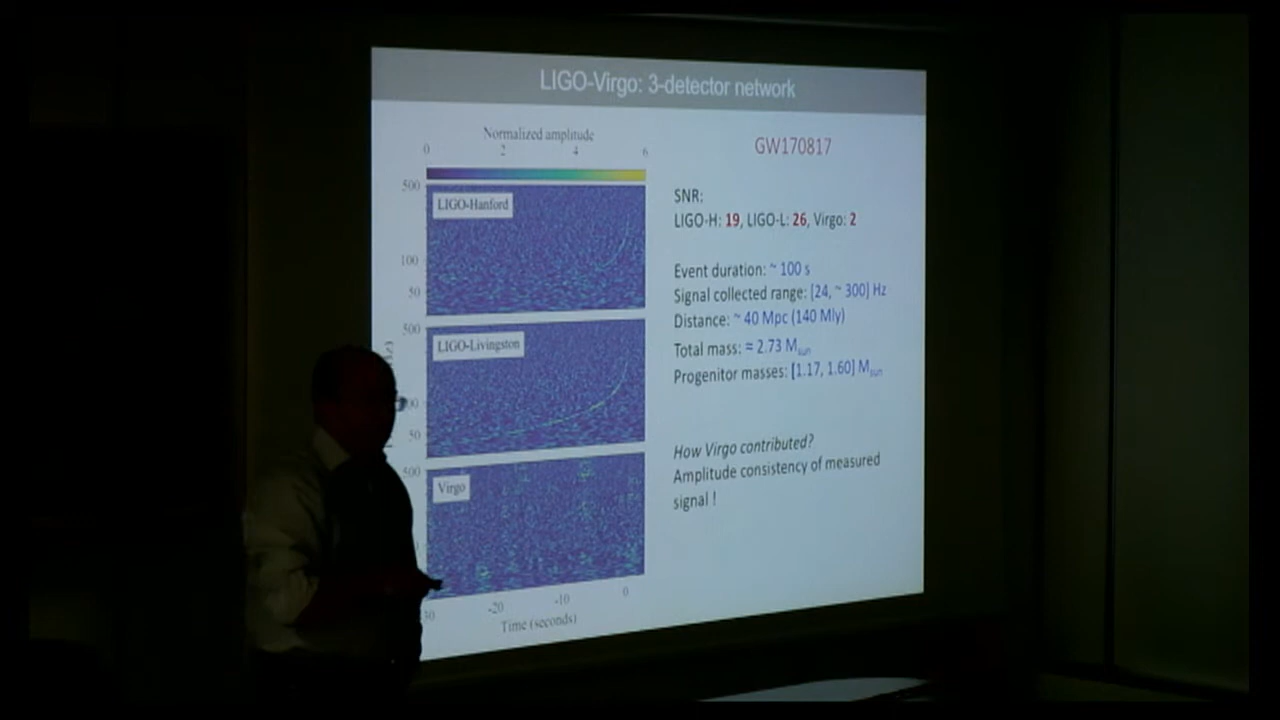 LIGO-Virgo: 3-detector network
Normalized amplitude
0 2 4 6
500
LIGO-Hanford
100
50
500
LIGO-Livingston
50
Virgo
-20 -10 0
Time (seconds)
GW170817
SNR:
LIGO-H: 19, LIGO-L: 26, Virgo: 2
Event duration: ~ 100 s
Signal collected range: [24, ~ 300] Hz
Distance: ~ 40 Mpc (140 Mly)
Total mass: = 2.73 Msun
Progenitor masses: [1.17, 1.60] Msun
How Virgo contributed?
Amplitude consistency of measured
signal !